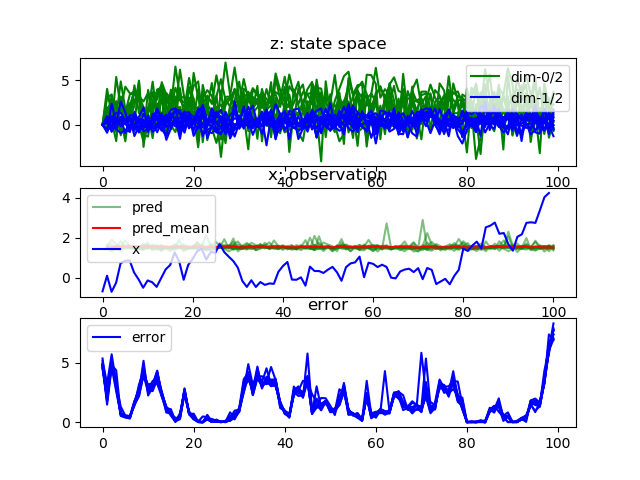 z: state space
5
0
dim-0/2
dim-1/2
0 20 40 60 80 100
x: observation
4
2
0
pred
pred_mean
x
0 20 40 60 80 100
error
5
0
error
0 20 40 60 80 100